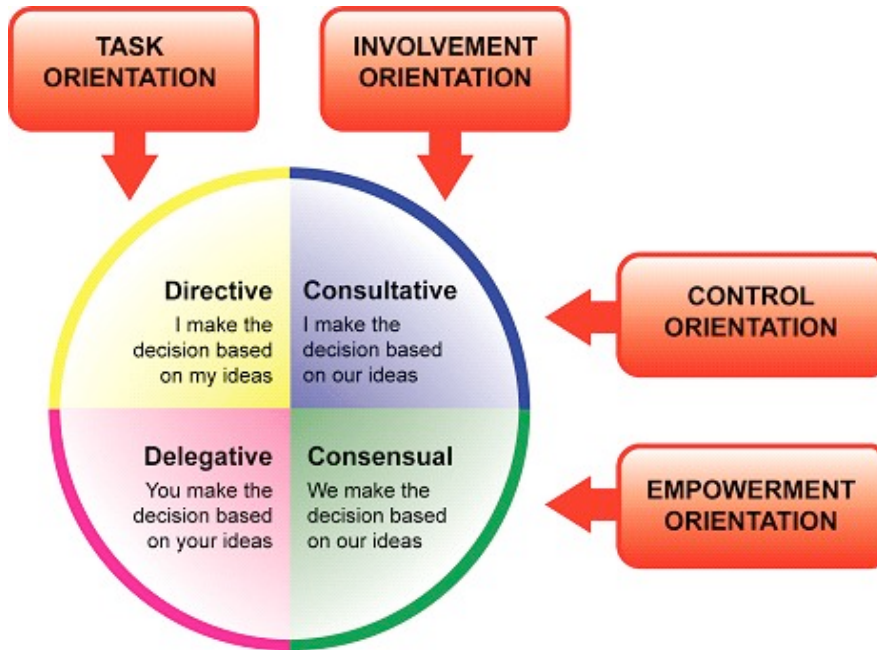 TASK
ORIENTATION
INVOLVEMENT
ORIENTATION
Directive
I make the
decision based
on my ideas
Consultative
I make the
decision based
on our ideas
CONTROL
ORIENTATION
Delegative
You make the
decision based
on your ideas
Consensual
We make the
decision based
on our ideas
EMPOWERMENT
ORIENTATION